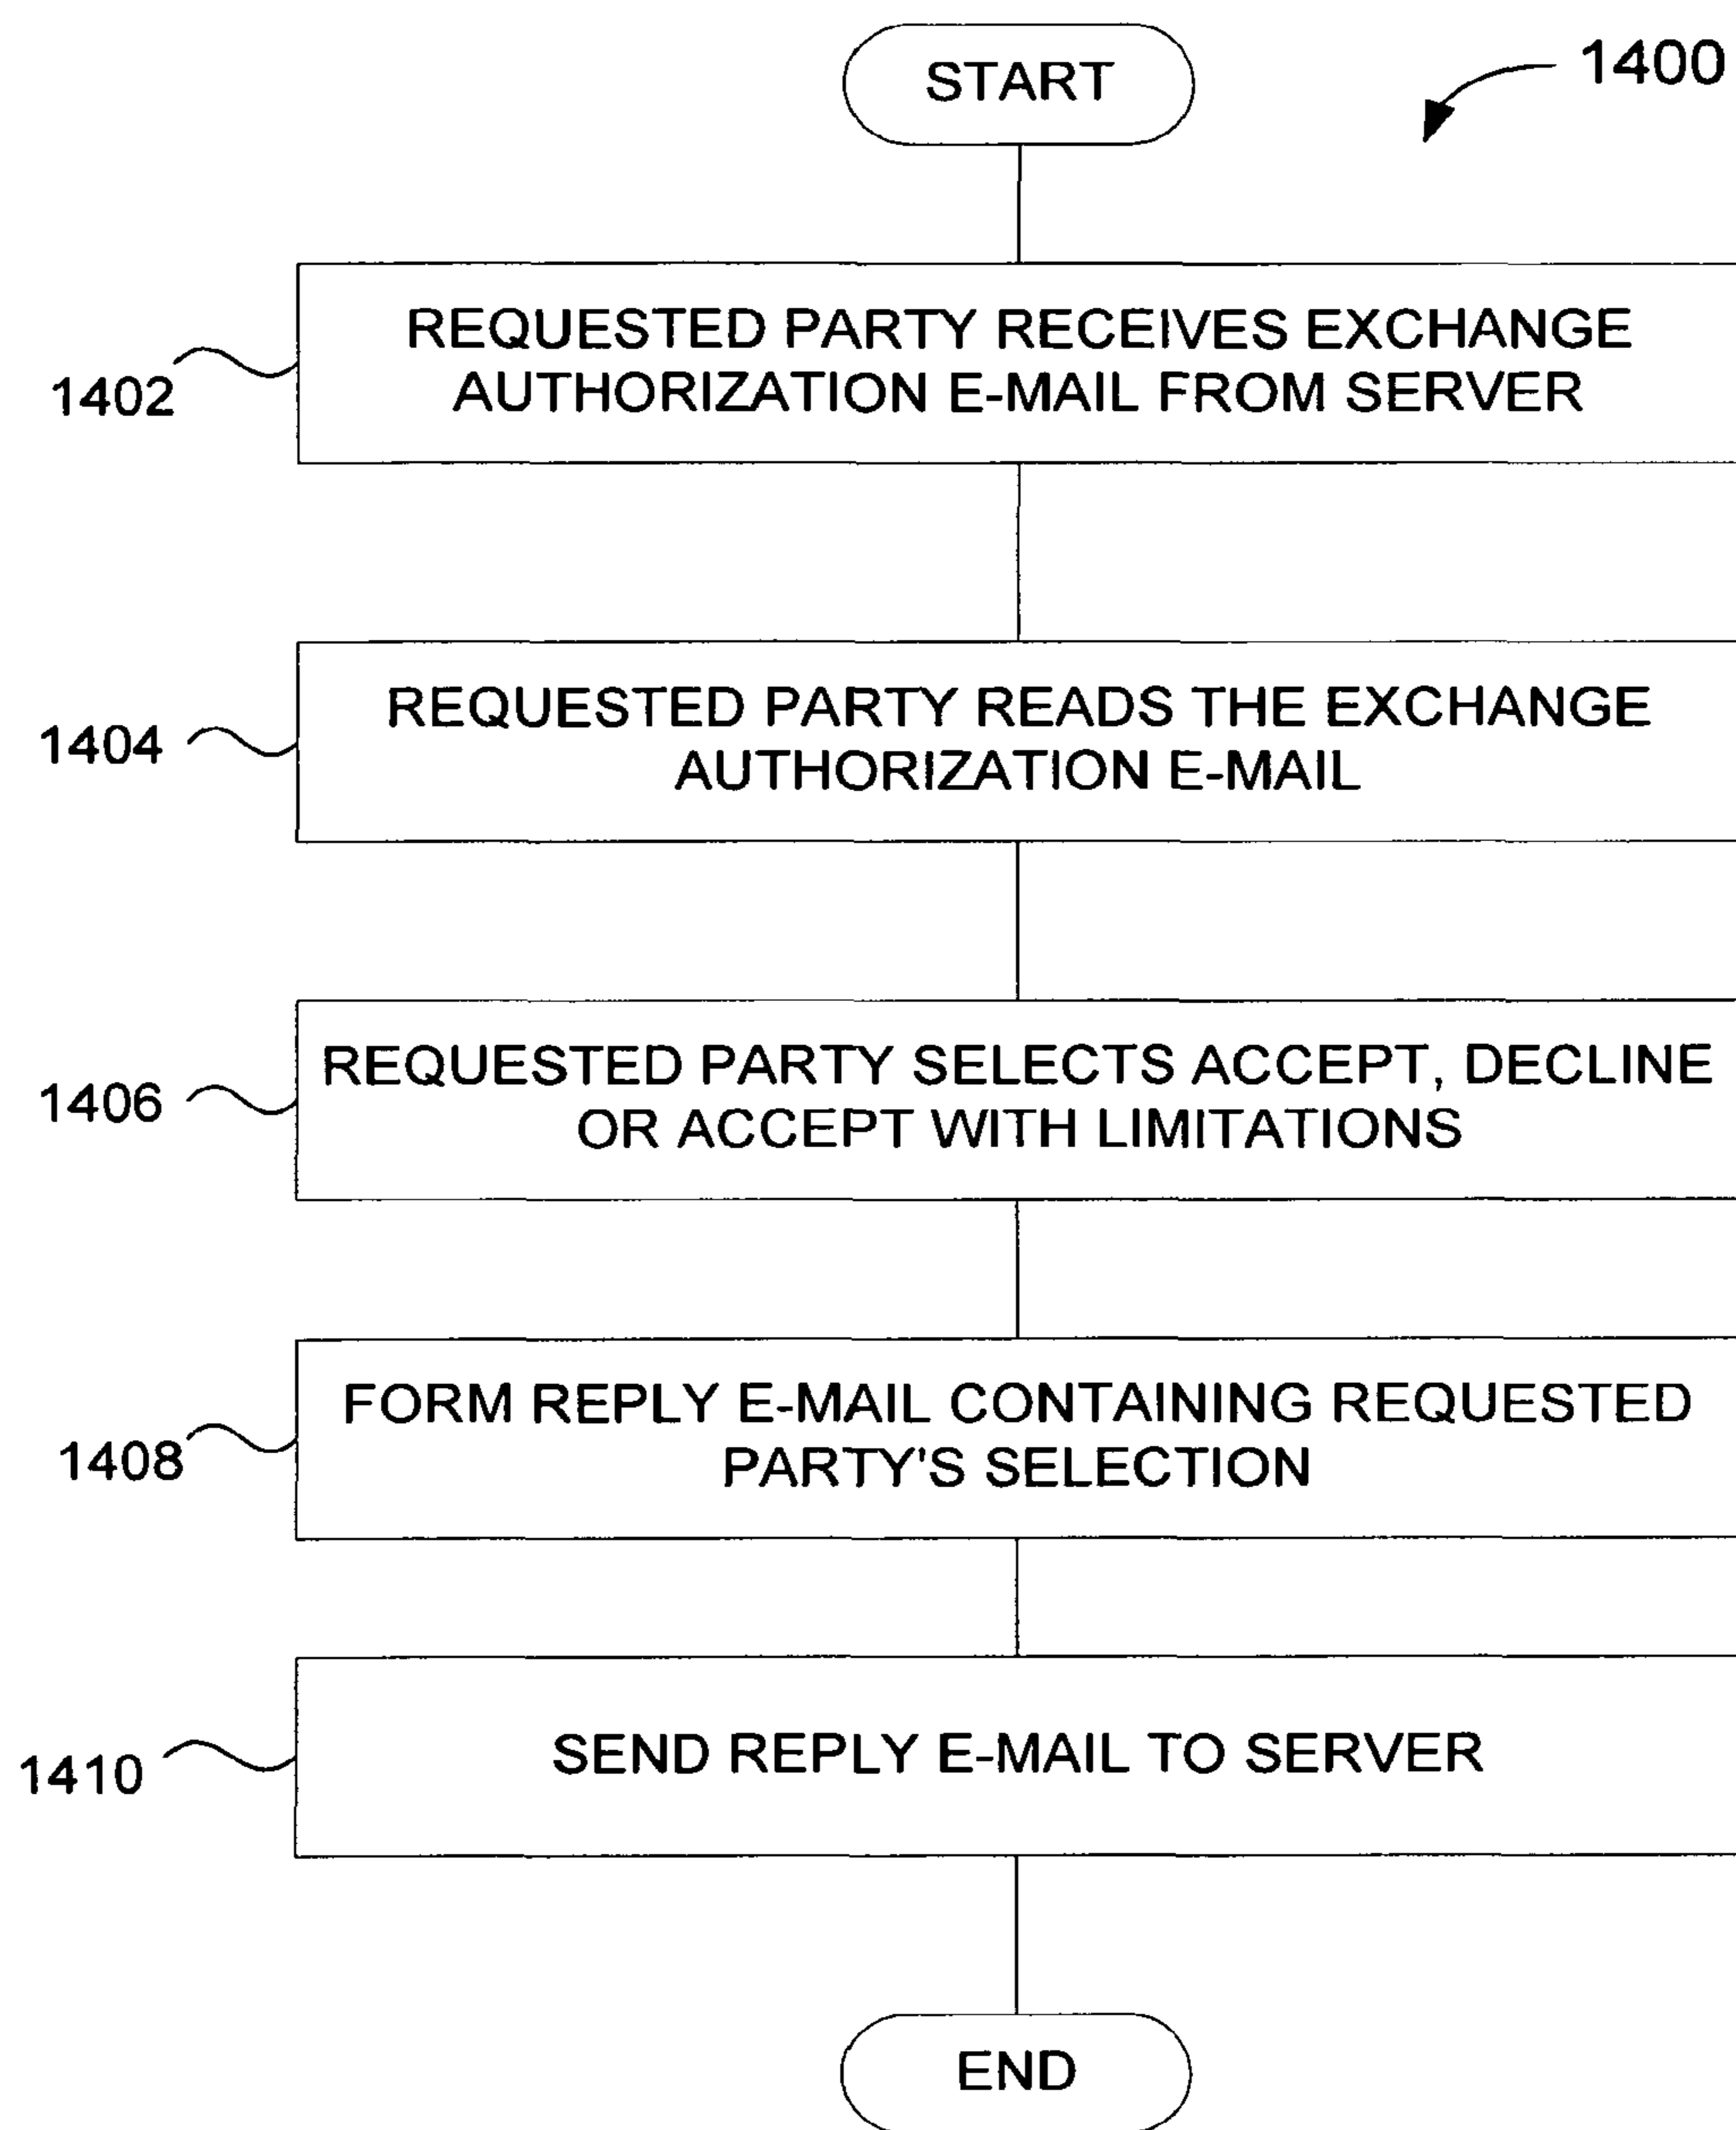 START
1400
REQUESTED PARTY RECEIVES EXCHANGE
AUTHORIZATION E-MAIL FROM SERVER
1402
REQUESTED PARTY READS THE EXCHANGE
AUTHORIZATION E-MAIL
1404
REQUESTED PARTY SELECTS ACCEPT, DECLINE
OR ACCEPT WITH LIMITATIONS
1406
FORM REPLY E-MAIL CONTAINING REQUESTED
PARTY'S SELECTION
1408
SEND REPLY E-MAIL TO SERVER
1410
END